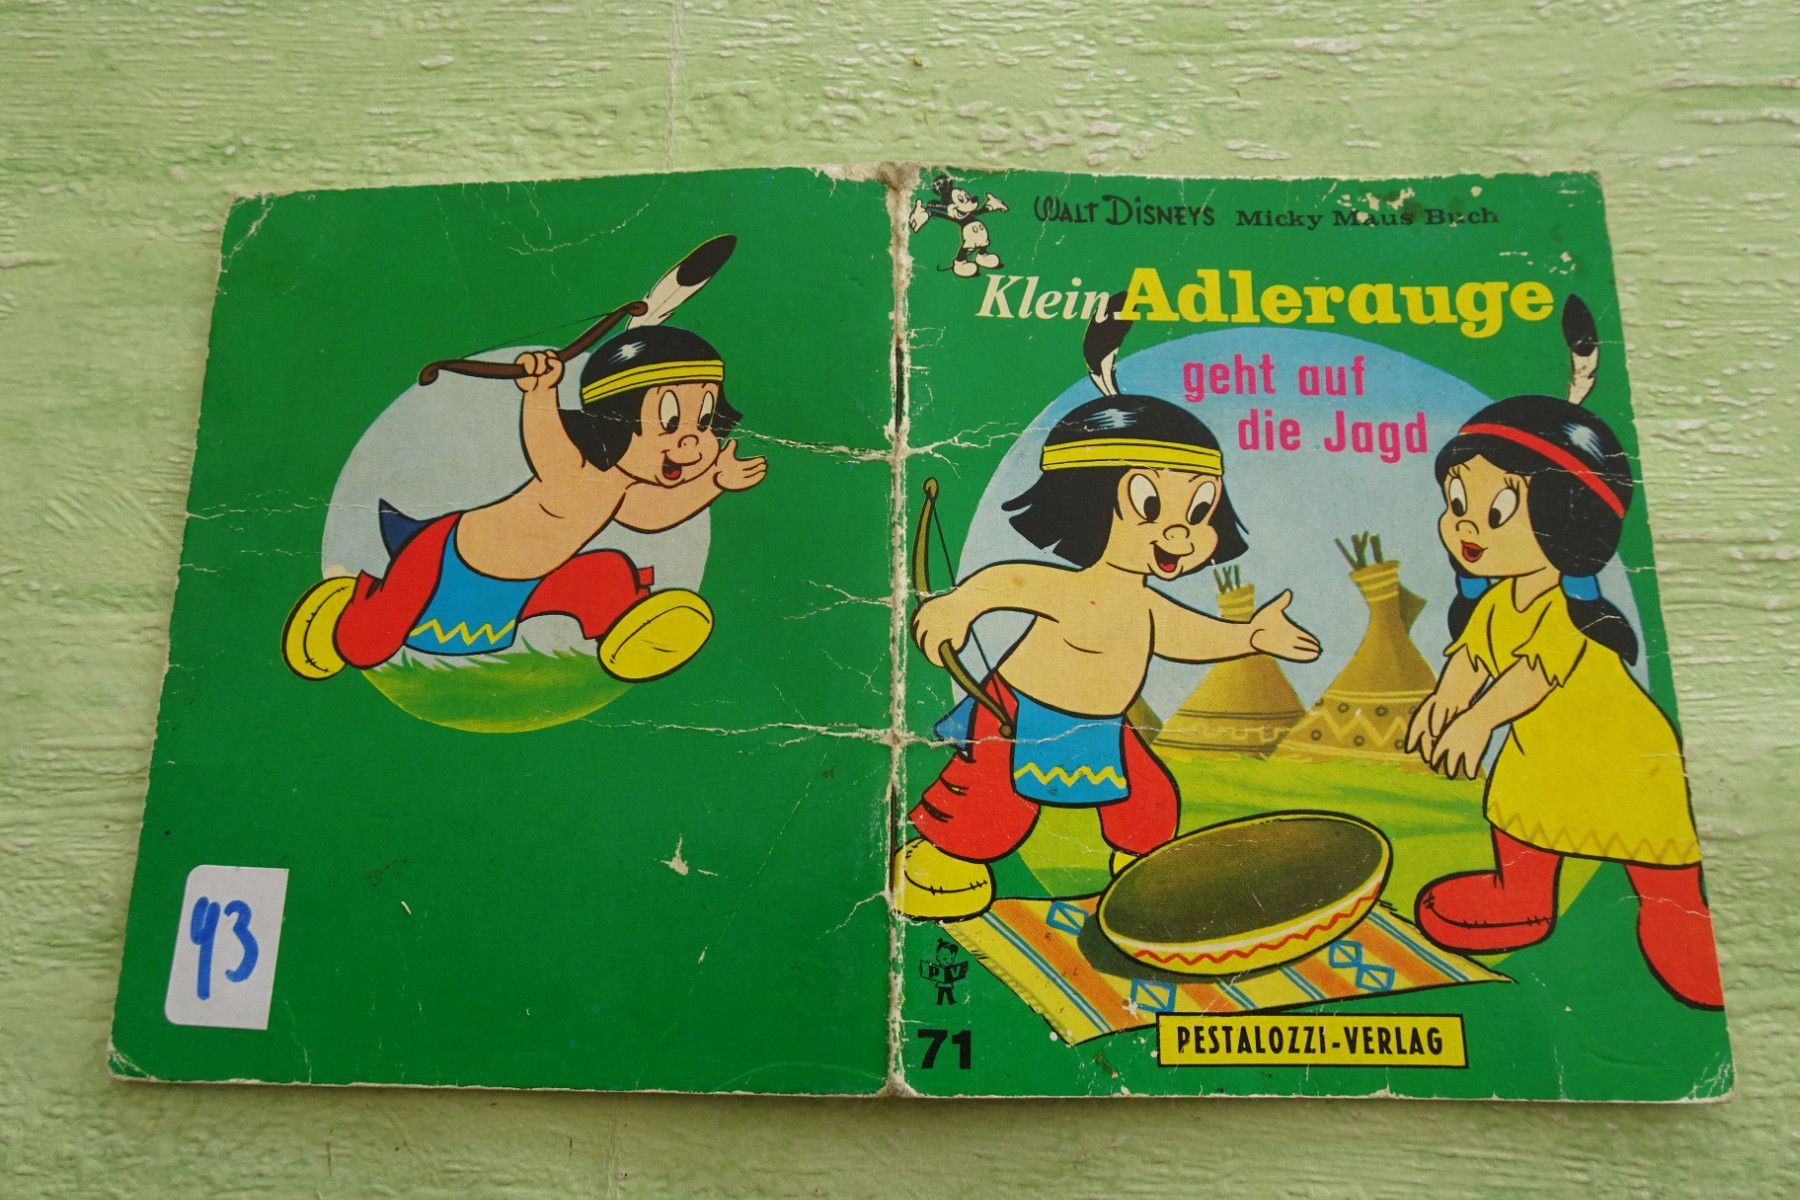 WALT DISNEYS Micky Maus Buch
Klein Adlerauge
geht auf
die Jagd
P V
71
PESTALOZZI-VERLAG
93